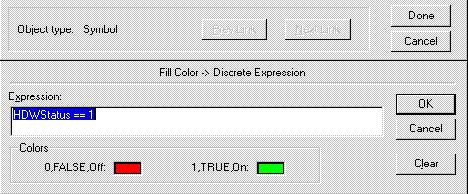 Done
Object type: Symbol
Prev Link
Next Link
Cancel
Fill Color -> Discrete Expression
Expression:
HDWStatus == 1
OK
Cancel
Colors
0,FALSE,Off:
1,TRUE,On:
Clear